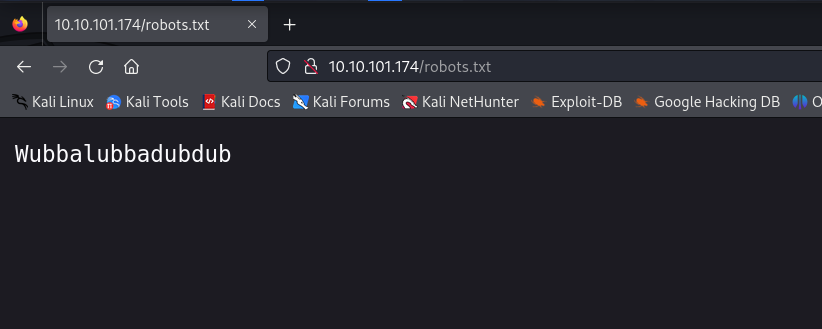 10.10.101.174/robots.txt
10.10.101.174/robots.txt
Kali Linux Kali Tools Kali Docs Kali Forums Kali NetHunter Exploit-DB Google Hacking DB
Wubbalubbadubdub